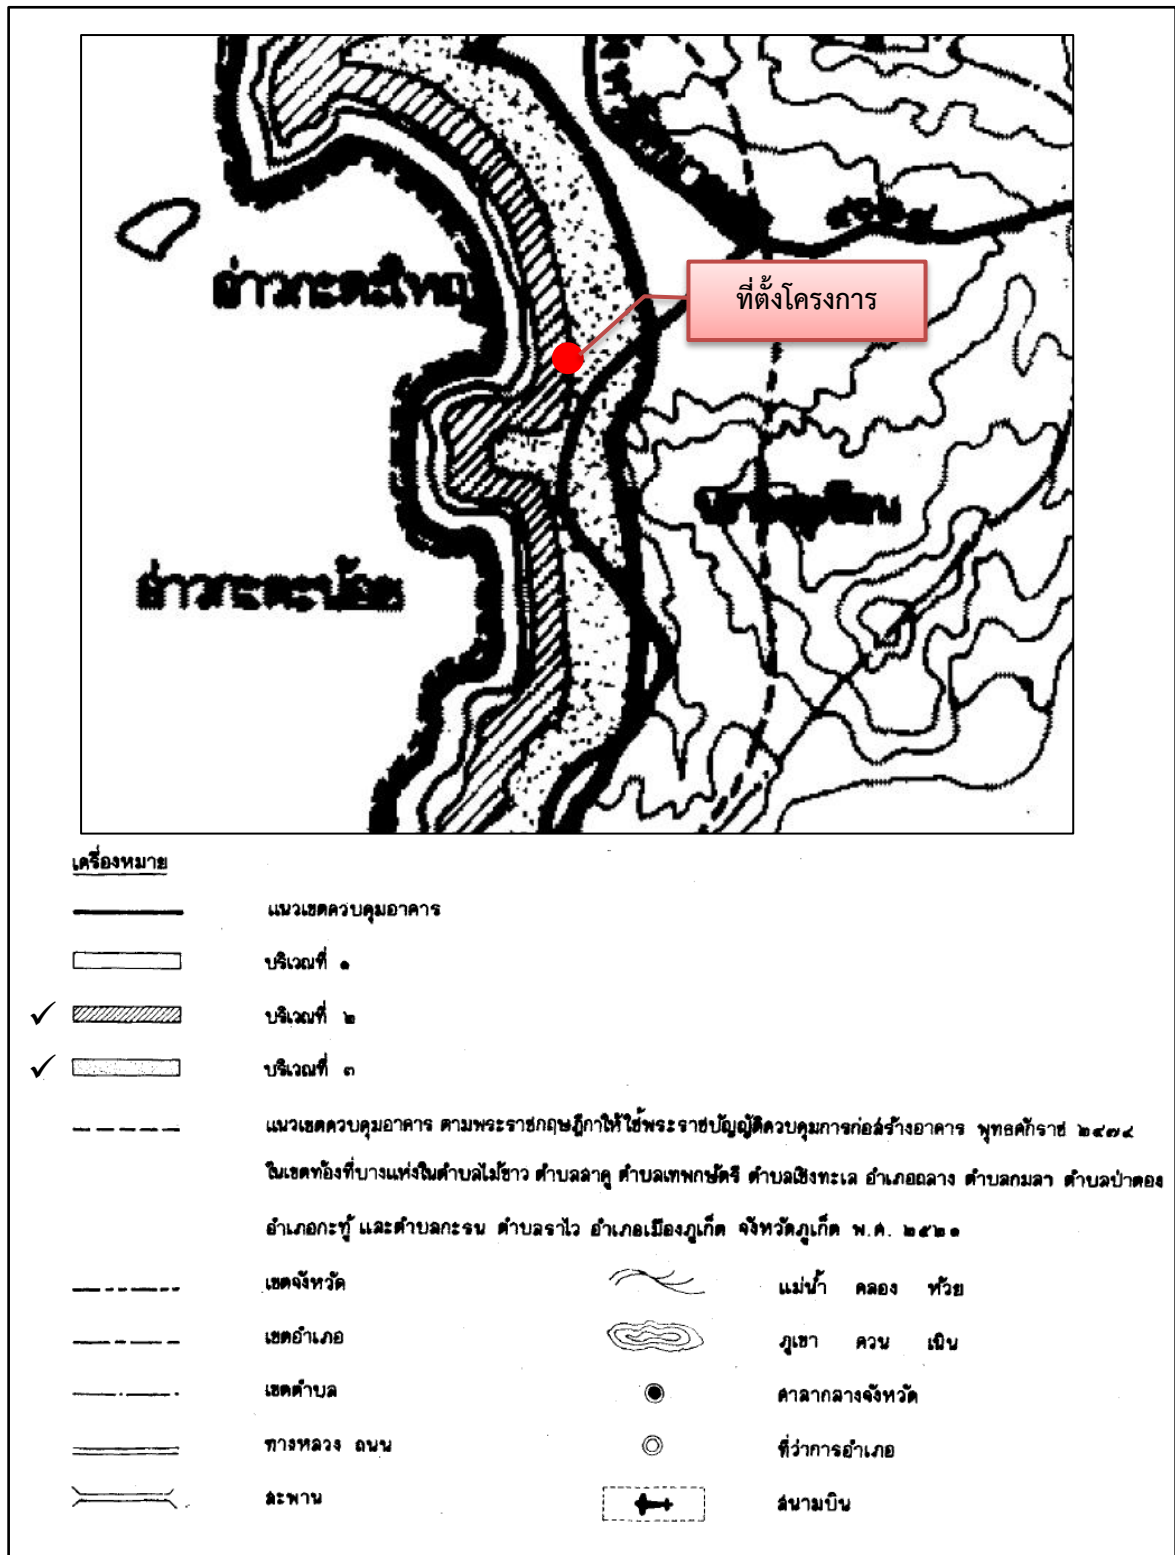 ๔๐๒๘
ที่ตั้งโครงการ
อ่าวกะตะใหญ่
อ่าวกะตะน้อย
เครื่องหมาย
แนวเขตควบคุมอาคาร
บริเวณที่ ๑
✓ บริเวณที่ ๒
✓ บริเวณที่ ๓
แนวเขตควบคุมอาคาร ตามพระราชกฤษฎีกาให้ใช้พระราชบัญญัติควบคุมการก่อสร้างอาคาร พุทธศักราช ๒๔๗๙
ในเขตท้องที่บางแห่งในตำบลไม้ขาว ตำบลสาคู ตำบลเทพกษัตรี ตำบลเชิงทะเล อำเภอถลาง ตำบลกมลา ตำบลป่าตอง
อำเภอกะทู้ และตำบลกะรน ตำบลราไว อำเภอเมืองภูเก็ต จังหวัดภูเก็ต พ.ศ. ๒๕๒๑
เขตจังหวัด
แม่น้ำ คลอง ห้วย
เขตอำเภอ
ภูเขา ควน เนิน
เขตตำบล
ศาลากลางจังหวัด
ทางหลวง ถนน
ที่ว่าการอำเภอ
สะพาน
สนามบิน